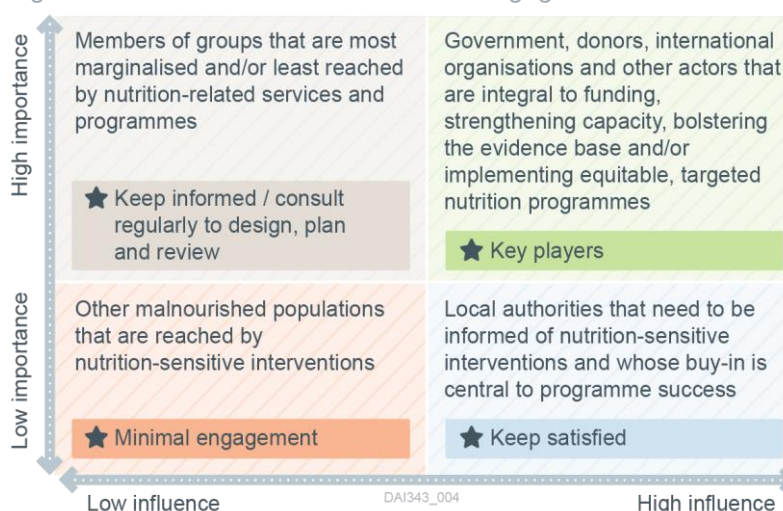 High importance
Members of groups that are most
marginalised and/or least reached
by nutrition-related services and
programmes
Keep informed / consult
regularly to design, plan
and review
Government, donors, international
organisations and other actors that
are integral to funding,
strengthening capacity, bolstering
the evidence base and/or
implementing equitable, targeted
nutrition programmes
Key players
Low importance
Other malnourished populations
that are reached by
nutrition-sensitive interventions
Minimal engagement
Local authorities that need to be
informed of nutrition-sensitive
interventions and whose buy-in is
central to programme success
Keep satisfied
Low influence
DAI343_004
High influence